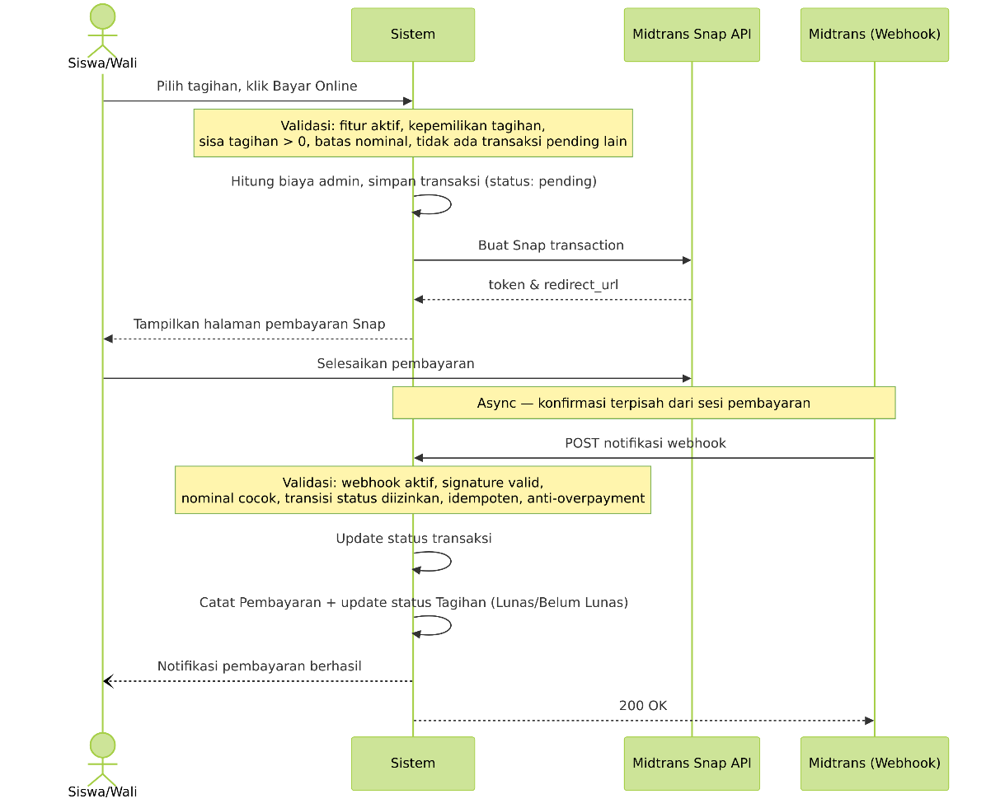 Siswa/Wali
Sistem
Midtrans Snap API
Midtrans (Webhook)
Pilih tagihan, klik Bayar Online
Validasi: fitur aktif, kepemilikan tagihan,
sisa tagihan > 0, batas nominal, tidak ada transaksi pending lain
Hitung biaya admin, simpan transaksi (status: pending)
Buat Snap transaction
token & redirect_url
Tampilkan halaman pembayaran Snap
Selesaikan pembayaran
Async — konfirmasi terpisah dari sesi pembayaran
POST notifikasi webhook
Validasi: webhook aktif, signature valid,
nominal cocok, transisi status diizinkan, idempoten, anti-overpayment
Update status transaksi
Catat Pembayaran + update status Tagihan (Lunas/Belum Lunas)
Notifikasi pembayaran berhasil
200 OK
Siswa/Wali
Sistem
Midtrans Snap API
Midtrans (Webhook)